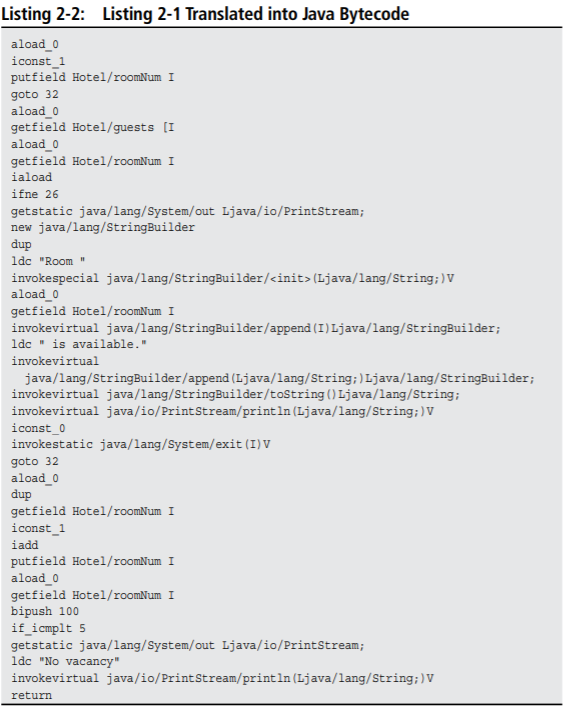 Listing 2-2: Listing 2-1 Translated into Java Bytecode
aload_0
iconst_1
putfield Hotel/roomNum I
goto 32
aload_0
getfield Hotel/guests [I
aload_0
getfield Hotel/roomNum I
iaload
ifne 26
getstatic java/lang/System/out Ljava/io/PrintStream;
new java/lang/StringBuilder
dup
ldc "Room "
invokespecial java/lang/StringBuilder/<init>(Ljava/lang/String;)V
aload_0
getfield Hotel/roomNum I
invokevirtual java/lang/StringBuilder/append(I)Ljava/lang/StringBuilder;
ldc " is available."
invokevirtual
  java/lang/StringBuilder/append(Ljava/lang/String;)Ljava/lang/StringBuilder;
invokevirtual java/lang/StringBuilder/toString()Ljava/lang/String;
invokevirtual java/io/PrintStream/println(Ljava/lang/String;)V
iconst_0
invokestatic java/lang/System/exit(I)V
goto 32
aload_0
dup
getfield Hotel/roomNum I
iconst_1
iadd
putfield Hotel/roomNum I
aload_0
getfield Hotel/roomNum I
bipush 100
if_icmplt 5
getstatic java/lang/System/out Ljava/io/PrintStream;
ldc "No vacancy"
invokevirtual java/io/PrintStream/println(Ljava/lang/String;)V
return